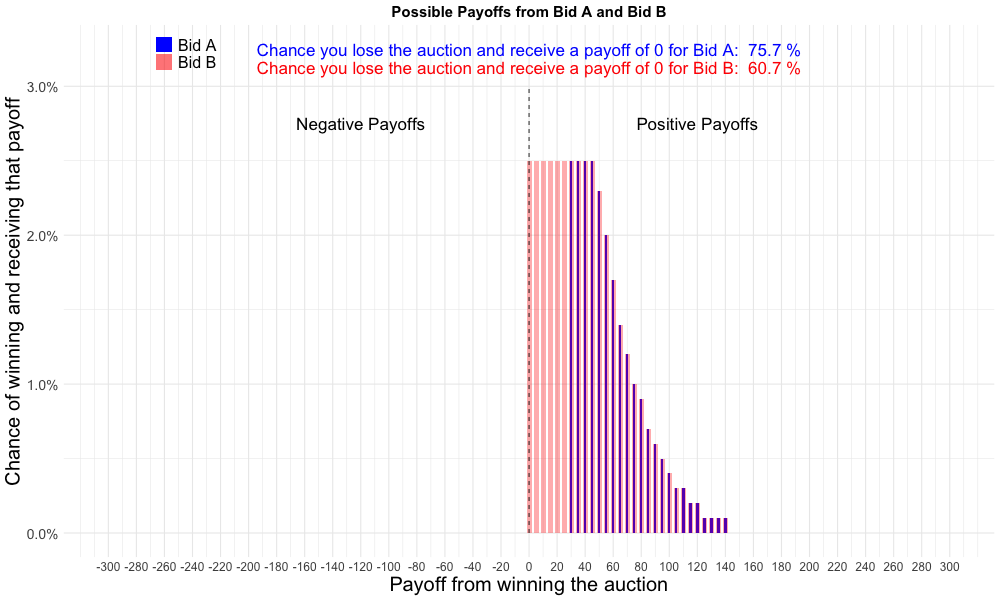 Possible Payoffs from Bid A and Bid B
Bid A
Bid B
Chance you lose the auction and receive a payoff of 0 for Bid A: 75.7 %
Chance you lose the auction and receive a payoff of 0 for Bid B: 60.7 %
Negative Payoffs
Positive Payoffs
Chance of winning and receiving that payoff
3.0%
2.0%
1.0%
0.0%
-300 -280 -260 -240 -220 -200 -180 -160 -140 -120 -100 -80 -60 -40 -20 0 20 40 60 80 100 120 140 160 180 200 220 240 260 280 300
Payoff from winning the auction